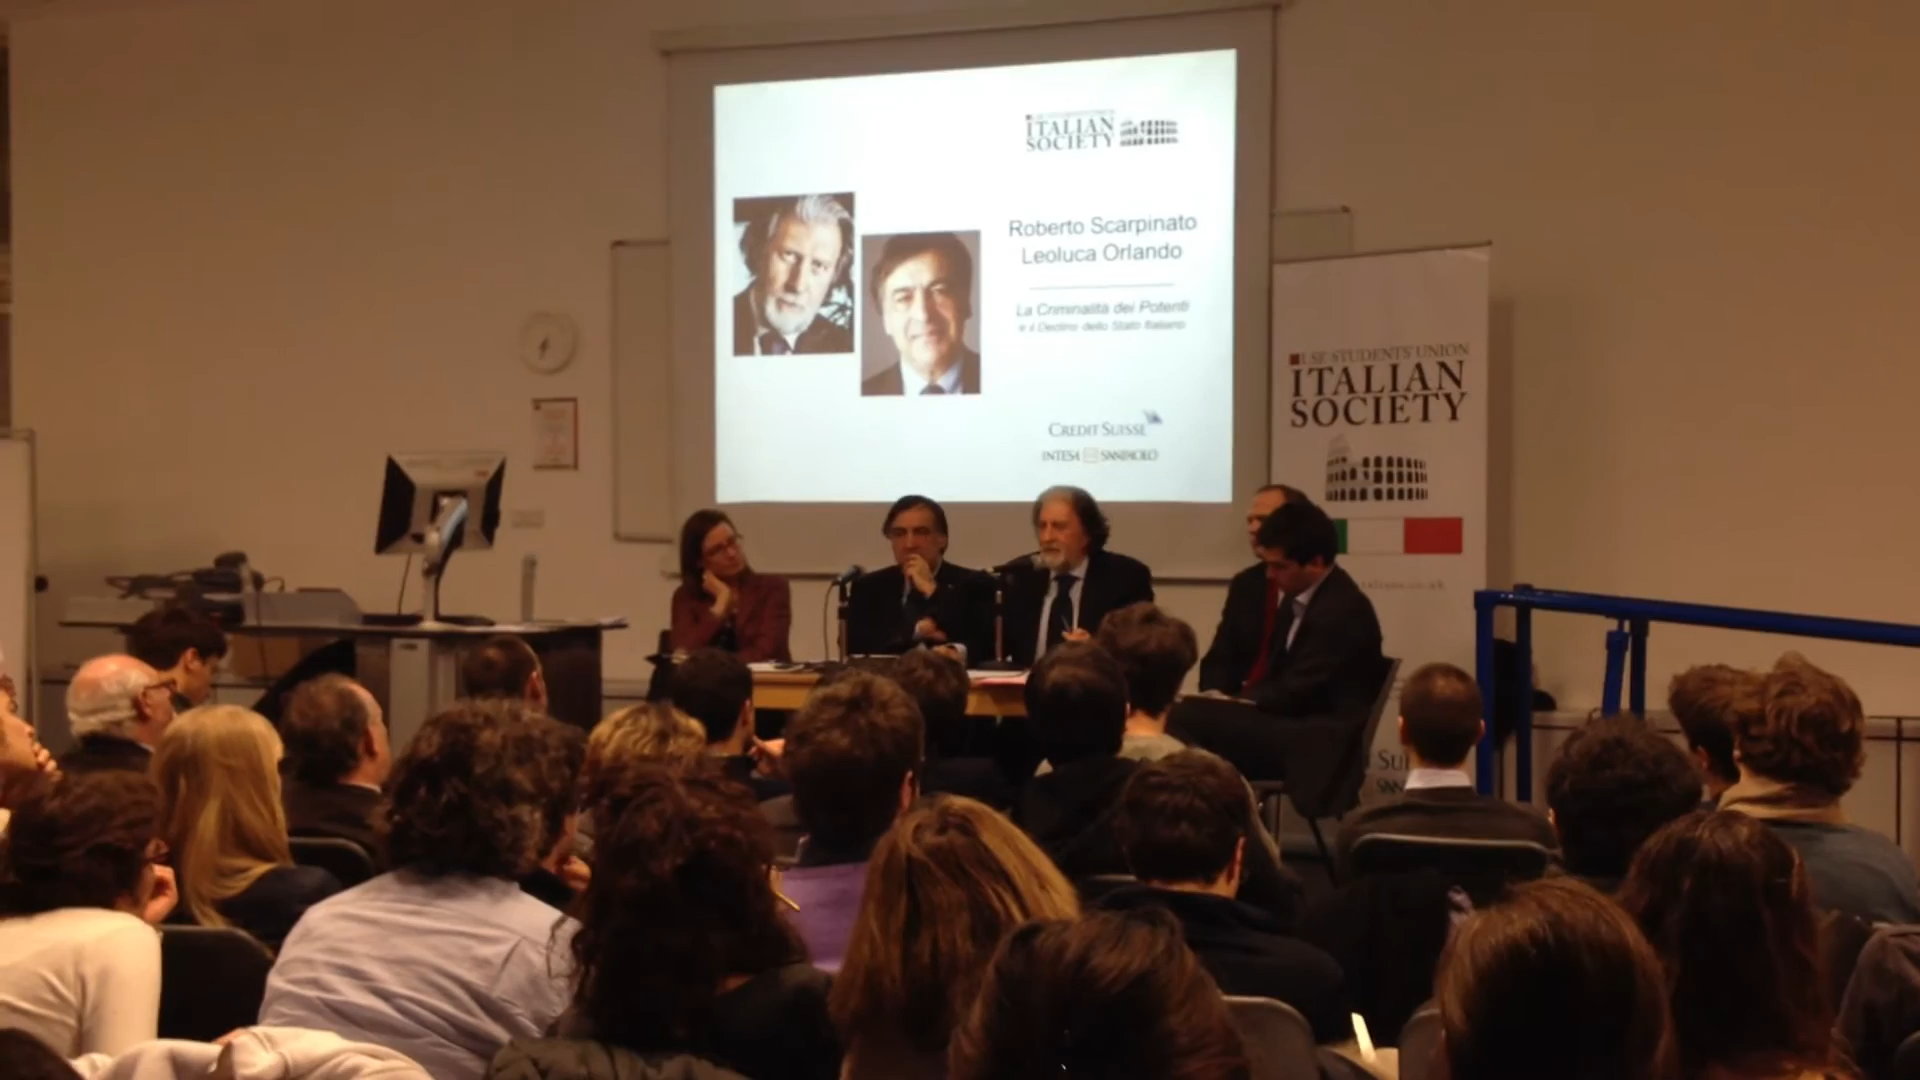 ITALIAN
SOCIETY
Roberto Scarpinato
Leoluca Orlando
La Criminalità dei Potenti
e il Declino dello Stato Italiano
CREDIT SUISSE
INTESA SANPAOLO
LSE STUDENTS' UNION
ITALIAN
SOCIETY